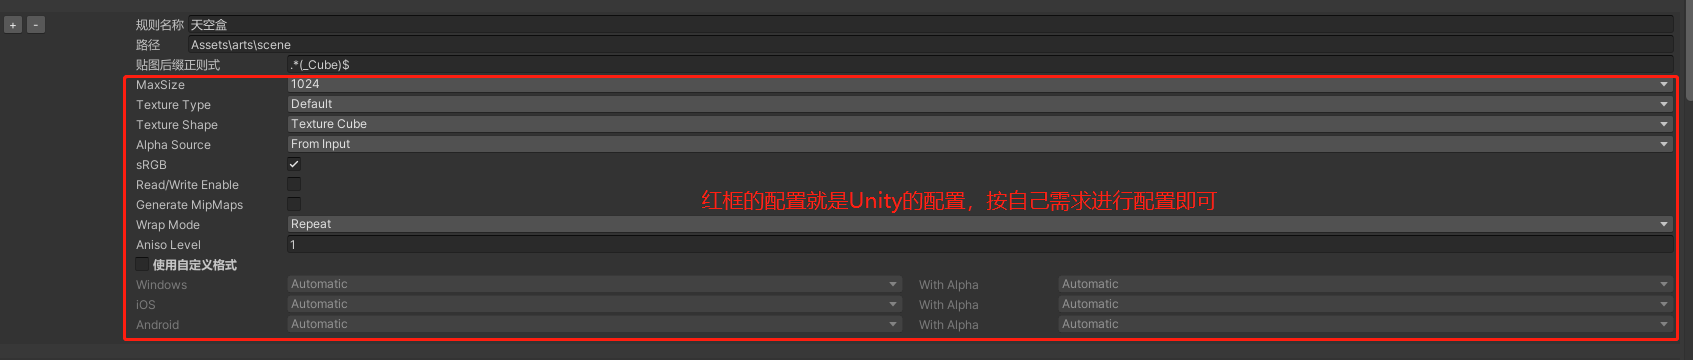 + -
规则名称 天空盒
路径 Assets\arts\scene
贴图后缀正则式 .*(_Cube)$
MaxSize 1024
Texture Type Default
Texture Shape Texture Cube
Alpha Source From Input
sRGB
Read/Write Enable
红框的配置就是Unity的配置，按自己需求进行配置即可
Generate MipMaps
Wrap Mode Repeat
Aniso Level 1
使用自定义格式
Windows Automatic With Alpha Automatic
iOS Automatic With Alpha Automatic
Android Automatic With Alpha Automatic